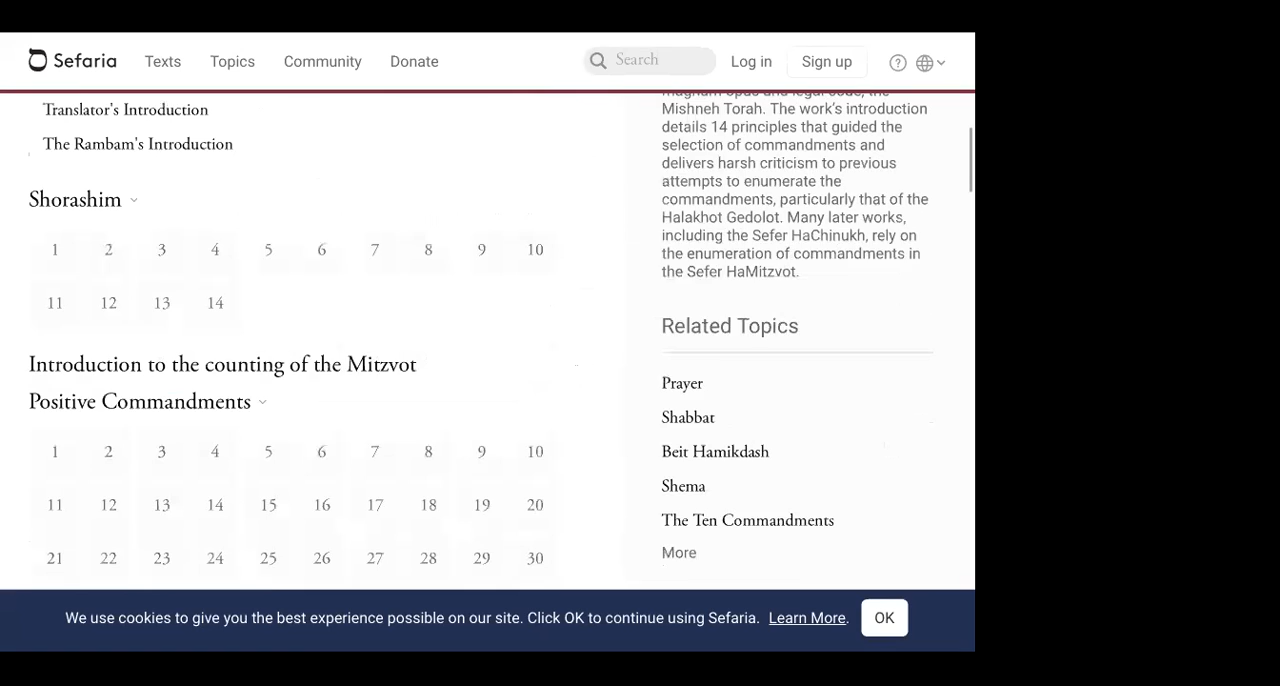 Sefaria Texts Topics Community Donate Search Log in Sign up
Translator's Introduction
The Rambam's Introduction
Shorashim
1 2 3 4 5 6 7 8 9 10
11 12 13 14
Introduction to the counting of the Mitzvot
Positive Commandments
1 2 3 4 5 6 7 8 9 10
11 12 13 14 15 16 17 18 19 20
21 22 23 24 25 26 27 28 29 30
magnum opus and legal code, the
Mishneh Torah. The work's introduction
details 14 principles that guided the
selection of commandments and
delivers harsh criticism to previous
attempts to enumerate the
commandments, particularly that of the
Halakhot Gedolot. Many later works,
including the Sefer HaChinukh, rely on
the enumeration of commandments in
the Sefer HaMitzvot.
Related Topics
Prayer
Shabbat
Beit Hamikdash
Shema
The Ten Commandments
More
We use cookies to give you the best experience possible on our site. Click OK to continue using Sefaria. Learn More. OK